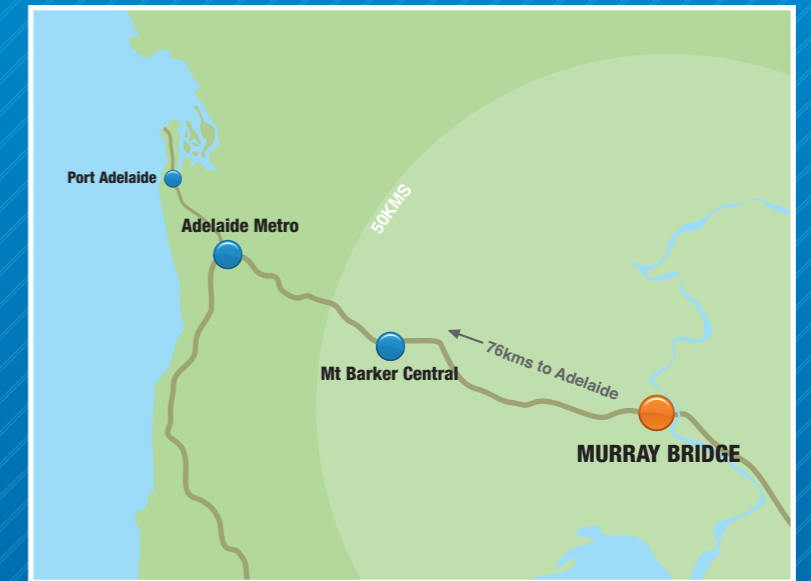 Port Adelaide
Adelaide Metro
50KMS
76kms to Adelaide
Mt Barker Central
MURRAY BRIDGE